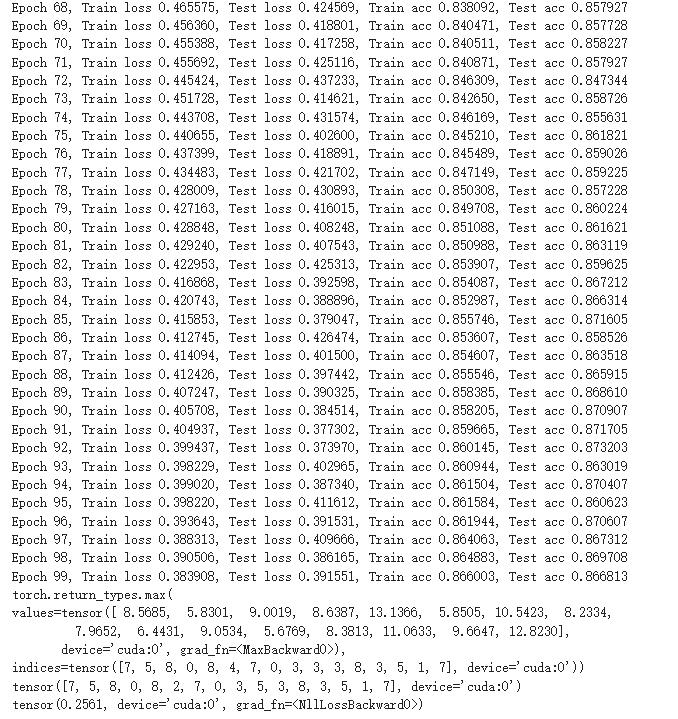 Epoch 68, Train loss 0.465575, Test loss 0.424569, Train acc 0.838092, Test acc 0.857927
Epoch 69, Train loss 0.456360, Test loss 0.418801, Train acc 0.840471, Test acc 0.857728
Epoch 70, Train loss 0.455388, Test loss 0.417258, Train acc 0.840511, Test acc 0.858227
Epoch 71, Train loss 0.455692, Test loss 0.425116, Train acc 0.840871, Test acc 0.857927
Epoch 72, Train loss 0.445424, Test loss 0.437233, Train acc 0.846309, Test acc 0.847344
Epoch 73, Train loss 0.451728, Test loss 0.414621, Train acc 0.842650, Test acc 0.858726
Epoch 74, Train loss 0.443708, Test loss 0.431574, Train acc 0.846169, Test acc 0.855631
Epoch 75, Train loss 0.440655, Test loss 0.402600, Train acc 0.845210, Test acc 0.861821
Epoch 76, Train loss 0.437399, Test loss 0.418891, Train acc 0.845489, Test acc 0.859026
Epoch 77, Train loss 0.434483, Test loss 0.421702, Train acc 0.847149, Test acc 0.859225
Epoch 78, Train loss 0.428009, Test loss 0.430893, Train acc 0.850308, Test acc 0.857228
Epoch 79, Train loss 0.427163, Test loss 0.416015, Train acc 0.849708, Test acc 0.860224
Epoch 80, Train loss 0.428848, Test loss 0.408248, Train acc 0.851088, Test acc 0.861621
Epoch 81, Train loss 0.429240, Test loss 0.407543, Train acc 0.850988, Test acc 0.863119
Epoch 82, Train loss 0.422953, Test loss 0.425313, Train acc 0.853907, Test acc 0.859625
Epoch 83, Train loss 0.416868, Test loss 0.392598, Train acc 0.854087, Test acc 0.867212
Epoch 84, Train loss 0.420743, Test loss 0.388896, Train acc 0.852987, Test acc 0.866314
Epoch 85, Train loss 0.415853, Test loss 0.379047, Train acc 0.855746, Test acc 0.871605
Epoch 86, Train loss 0.412745, Test loss 0.426474, Train acc 0.853607, Test acc 0.858526
Epoch 87, Train loss 0.414094, Test loss 0.401500, Train acc 0.854607, Test acc 0.863518
Epoch 88, Train loss 0.412426, Test loss 0.397442, Train acc 0.855546, Test acc 0.865915
Epoch 89, Train loss 0.407247, Test loss 0.390325, Train acc 0.858385, Test acc 0.868610
Epoch 90, Train loss 0.405708, Test loss 0.384514, Train acc 0.858205, Test acc 0.870907
Epoch 91, Train loss 0.404937, Test loss 0.377302, Train acc 0.859665, Test acc 0.871705
Epoch 92, Train loss 0.399437, Test loss 0.373970, Train acc 0.860145, Test acc 0.873203
Epoch 93, Train loss 0.398229, Test loss 0.402965, Train acc 0.860944, Test acc 0.863019
Epoch 94, Train loss 0.399020, Test loss 0.387340, Train acc 0.861504, Test acc 0.870407
Epoch 95, Train loss 0.398220, Test loss 0.411612, Train acc 0.861584, Test acc 0.860623
Epoch 96, Train loss 0.393643, Test loss 0.391531, Train acc 0.861944, Test acc 0.870607
Epoch 97, Train loss 0.388313, Test loss 0.409666, Train acc 0.864063, Test acc 0.867312
Epoch 98, Train loss 0.390506, Test loss 0.386165, Train acc 0.864883, Test acc 0.869708
Epoch 99, Train loss 0.383908, Test loss 0.391551, Train acc 0.866003, Test acc 0.866813
torch.return_types.max(
values=tensor([ 8.5685,  5.8301,  9.0019,  8.6387, 13.1366,  5.8505, 10.5423,  8.2334,
7.9652,  6.4431,  9.0534,  5.6769,  8.3813, 11.0633,  9.6647, 12.8230],
device='cuda:0', grad_fn=<MaxBackward0>),
indices=tensor([7, 5, 8, 0, 8, 4, 7, 0, 3, 3, 3, 8, 3, 5, 1, 7], device='cuda:0'))
tensor([7, 5, 8, 0, 8, 2, 7, 0, 3, 5, 3, 8, 3, 5, 1, 7], device='cuda:0')
tensor(0.2561, device='cuda:0', grad_fn=<NllLossBackward0>)